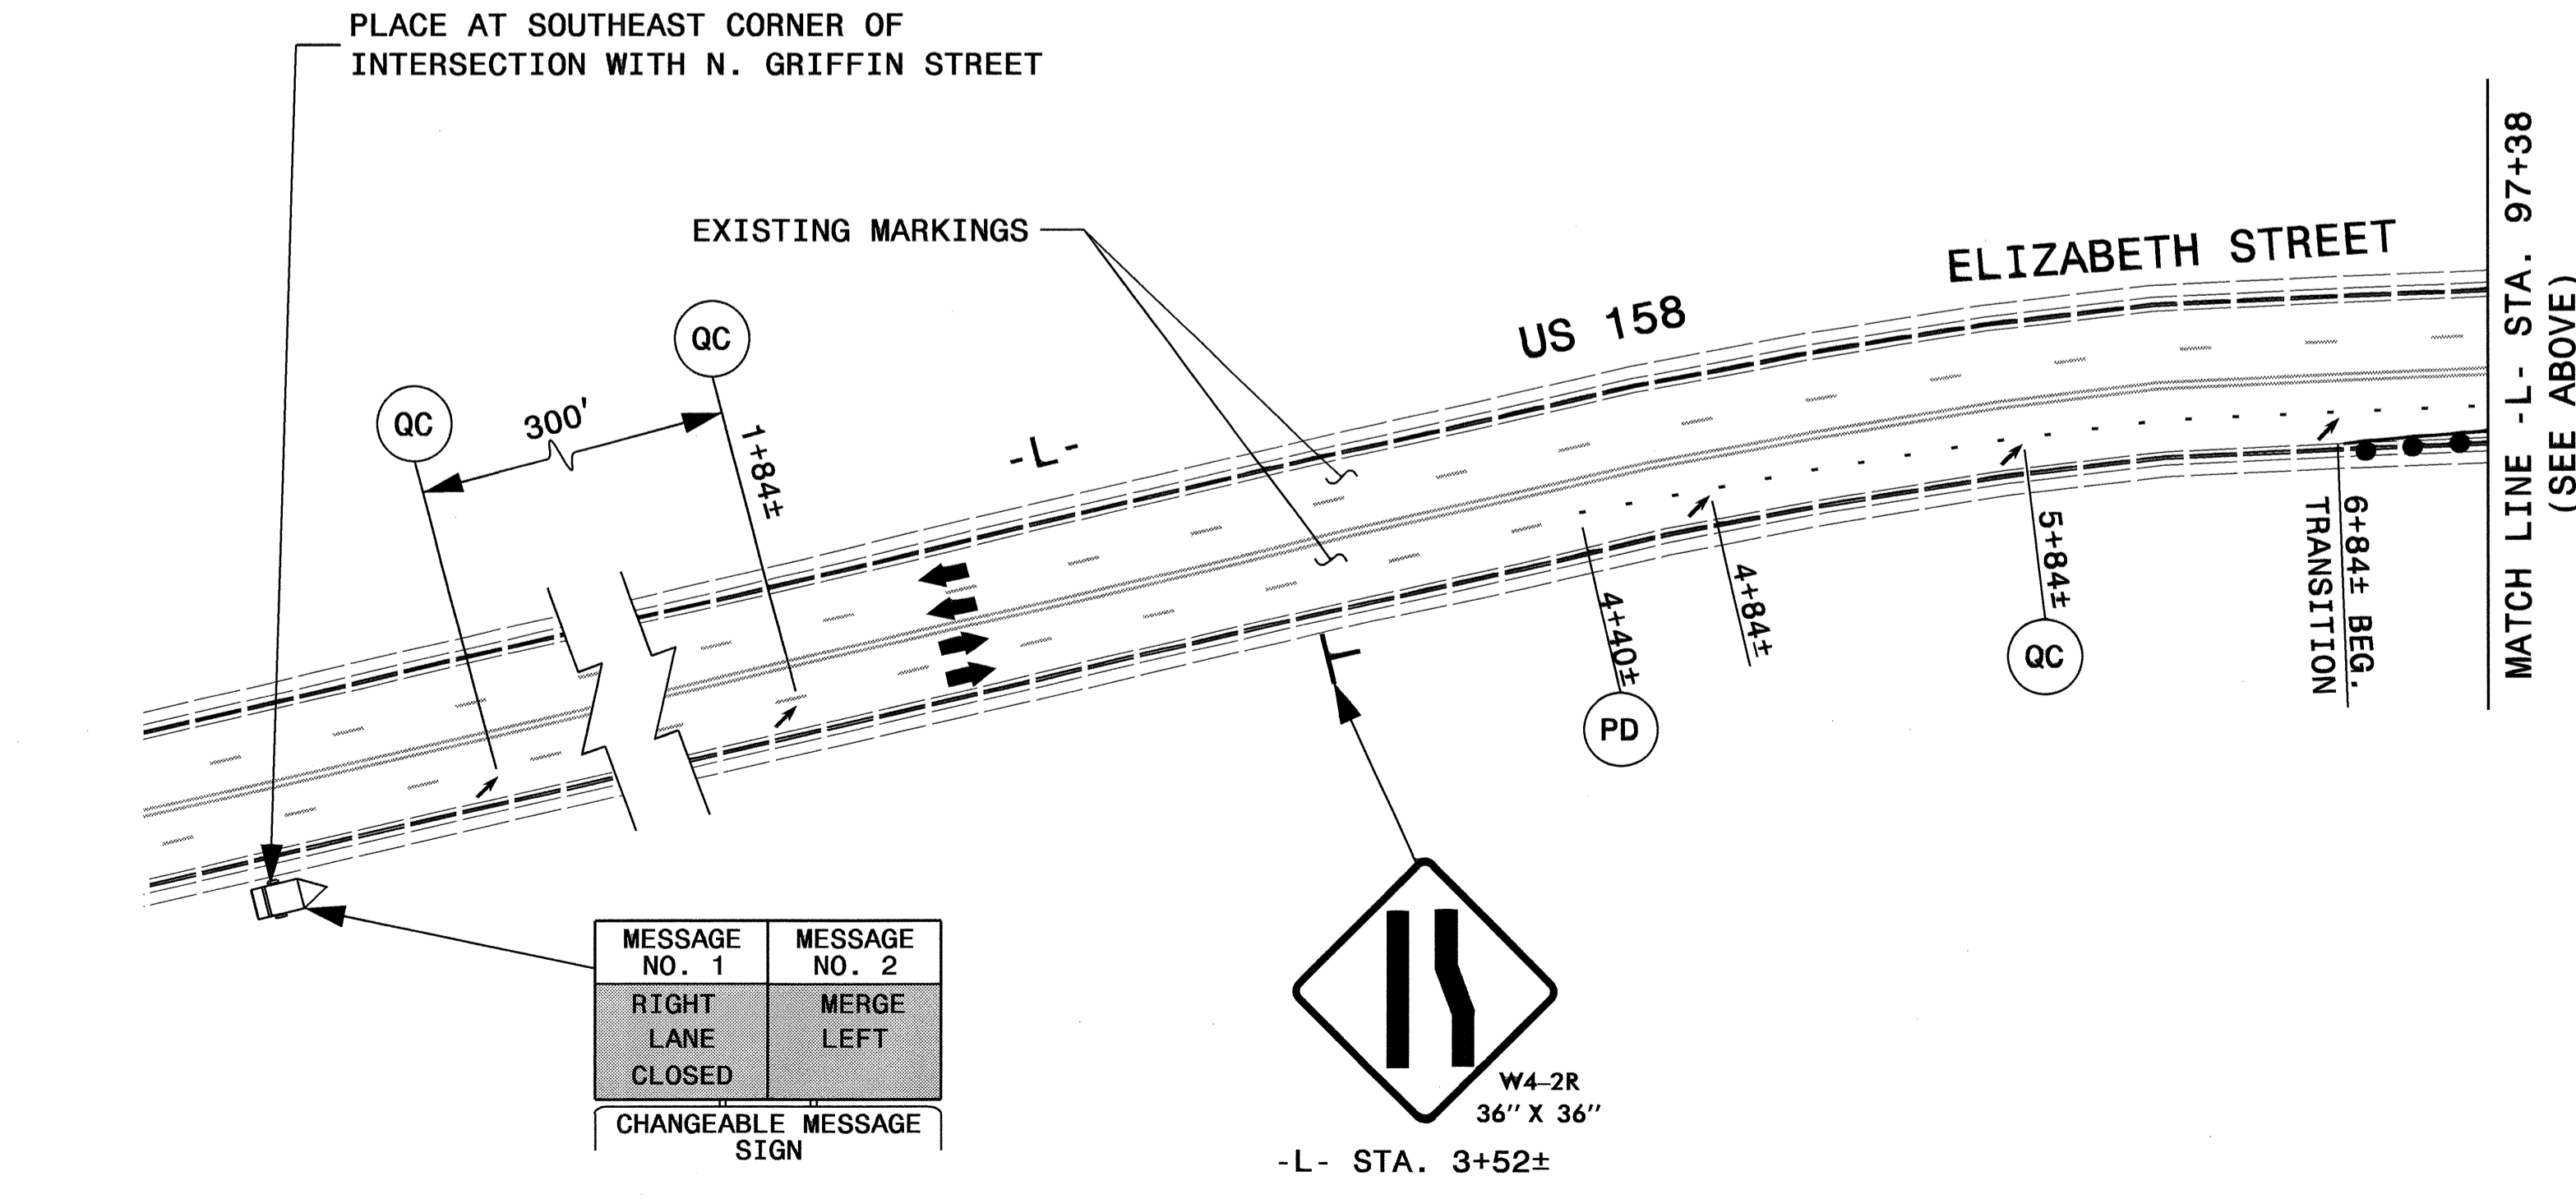 PLACE AT SOUTHEAST CORNER OF
INTERSECTION WITH N. GRIFFIN STREET
EXISTING MARKINGS
ELIZABETH STREET
US 158
-L-
QC
QC
300'
1+84±
MATCH LINE -L- STA. 97+38
(SEE ABOVE)
4+40±
PD
4+84±
5+84±
QC
6+84± BEG.
TRANSITION
MESSAGE
NO. 1
MESSAGE
NO. 2
RIGHT
LANE
CLOSED
MERGE
LEFT
CHANGEABLE MESSAGE
SIGN
W4-2R
36" X 36"
-L- STA. 3+52±